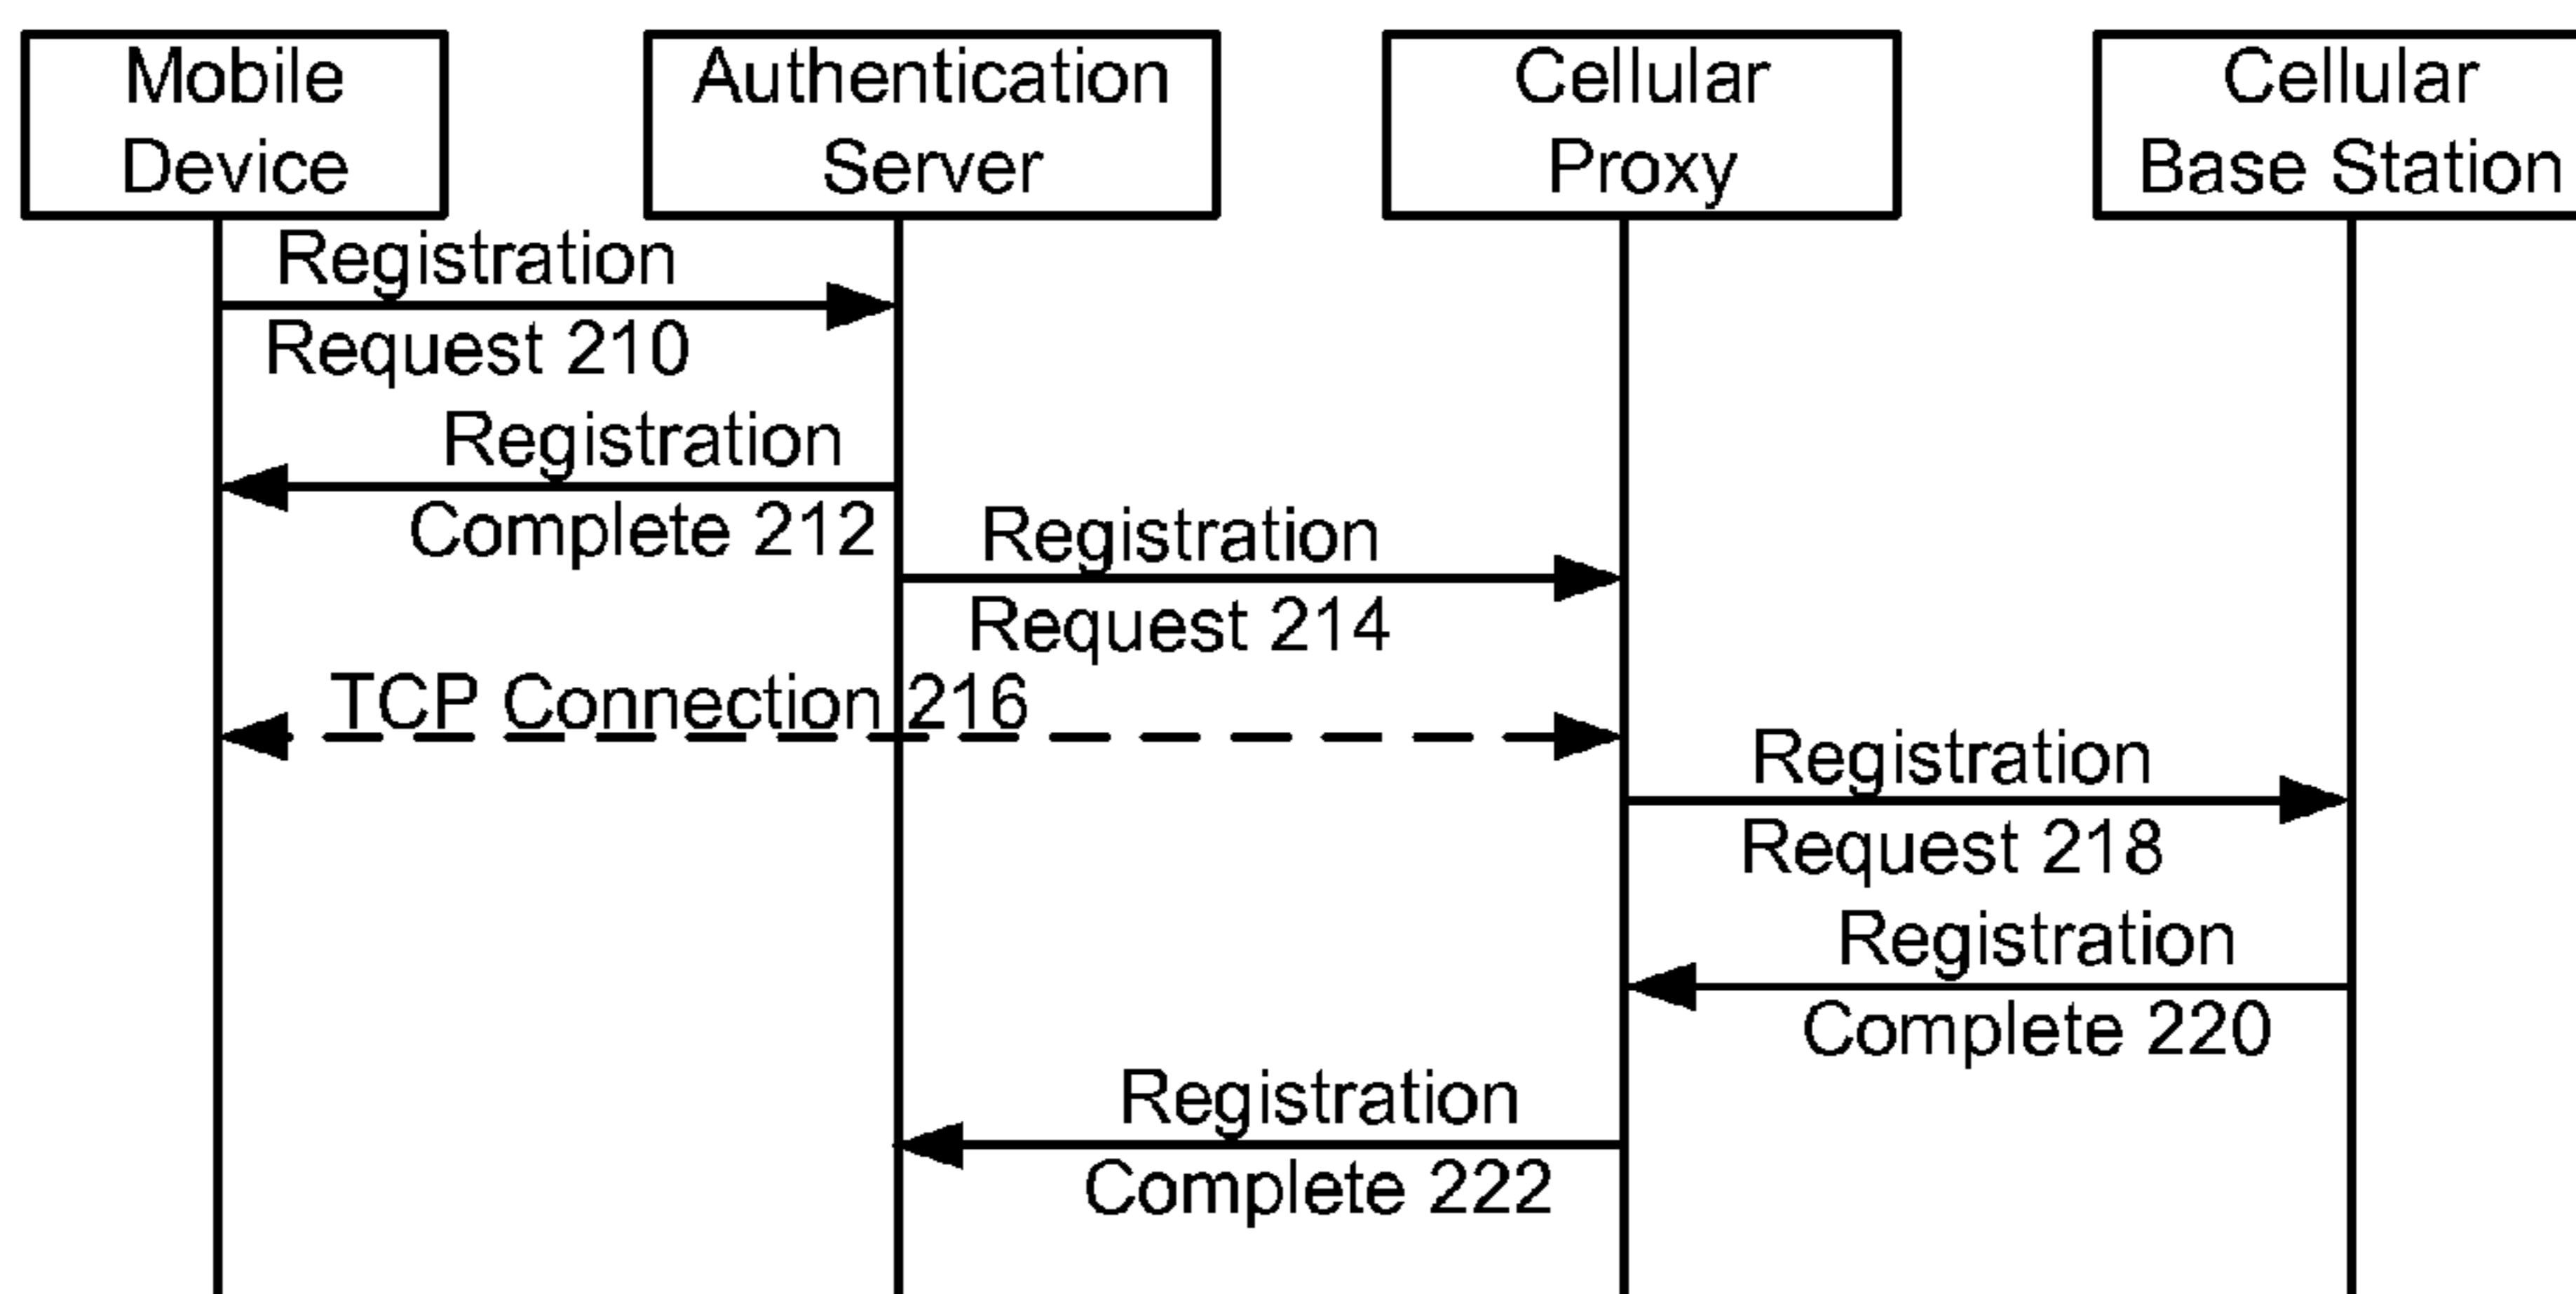 Mobile
Device
Authentication
Server
Cellular
Proxy
Cellular
Base Station
Registration
Request 210
Registration
Complete 212
Registration
Request 214
TCP Connection 216
Registration
Request 218
Registration
Complete 220
Registration
Complete 222